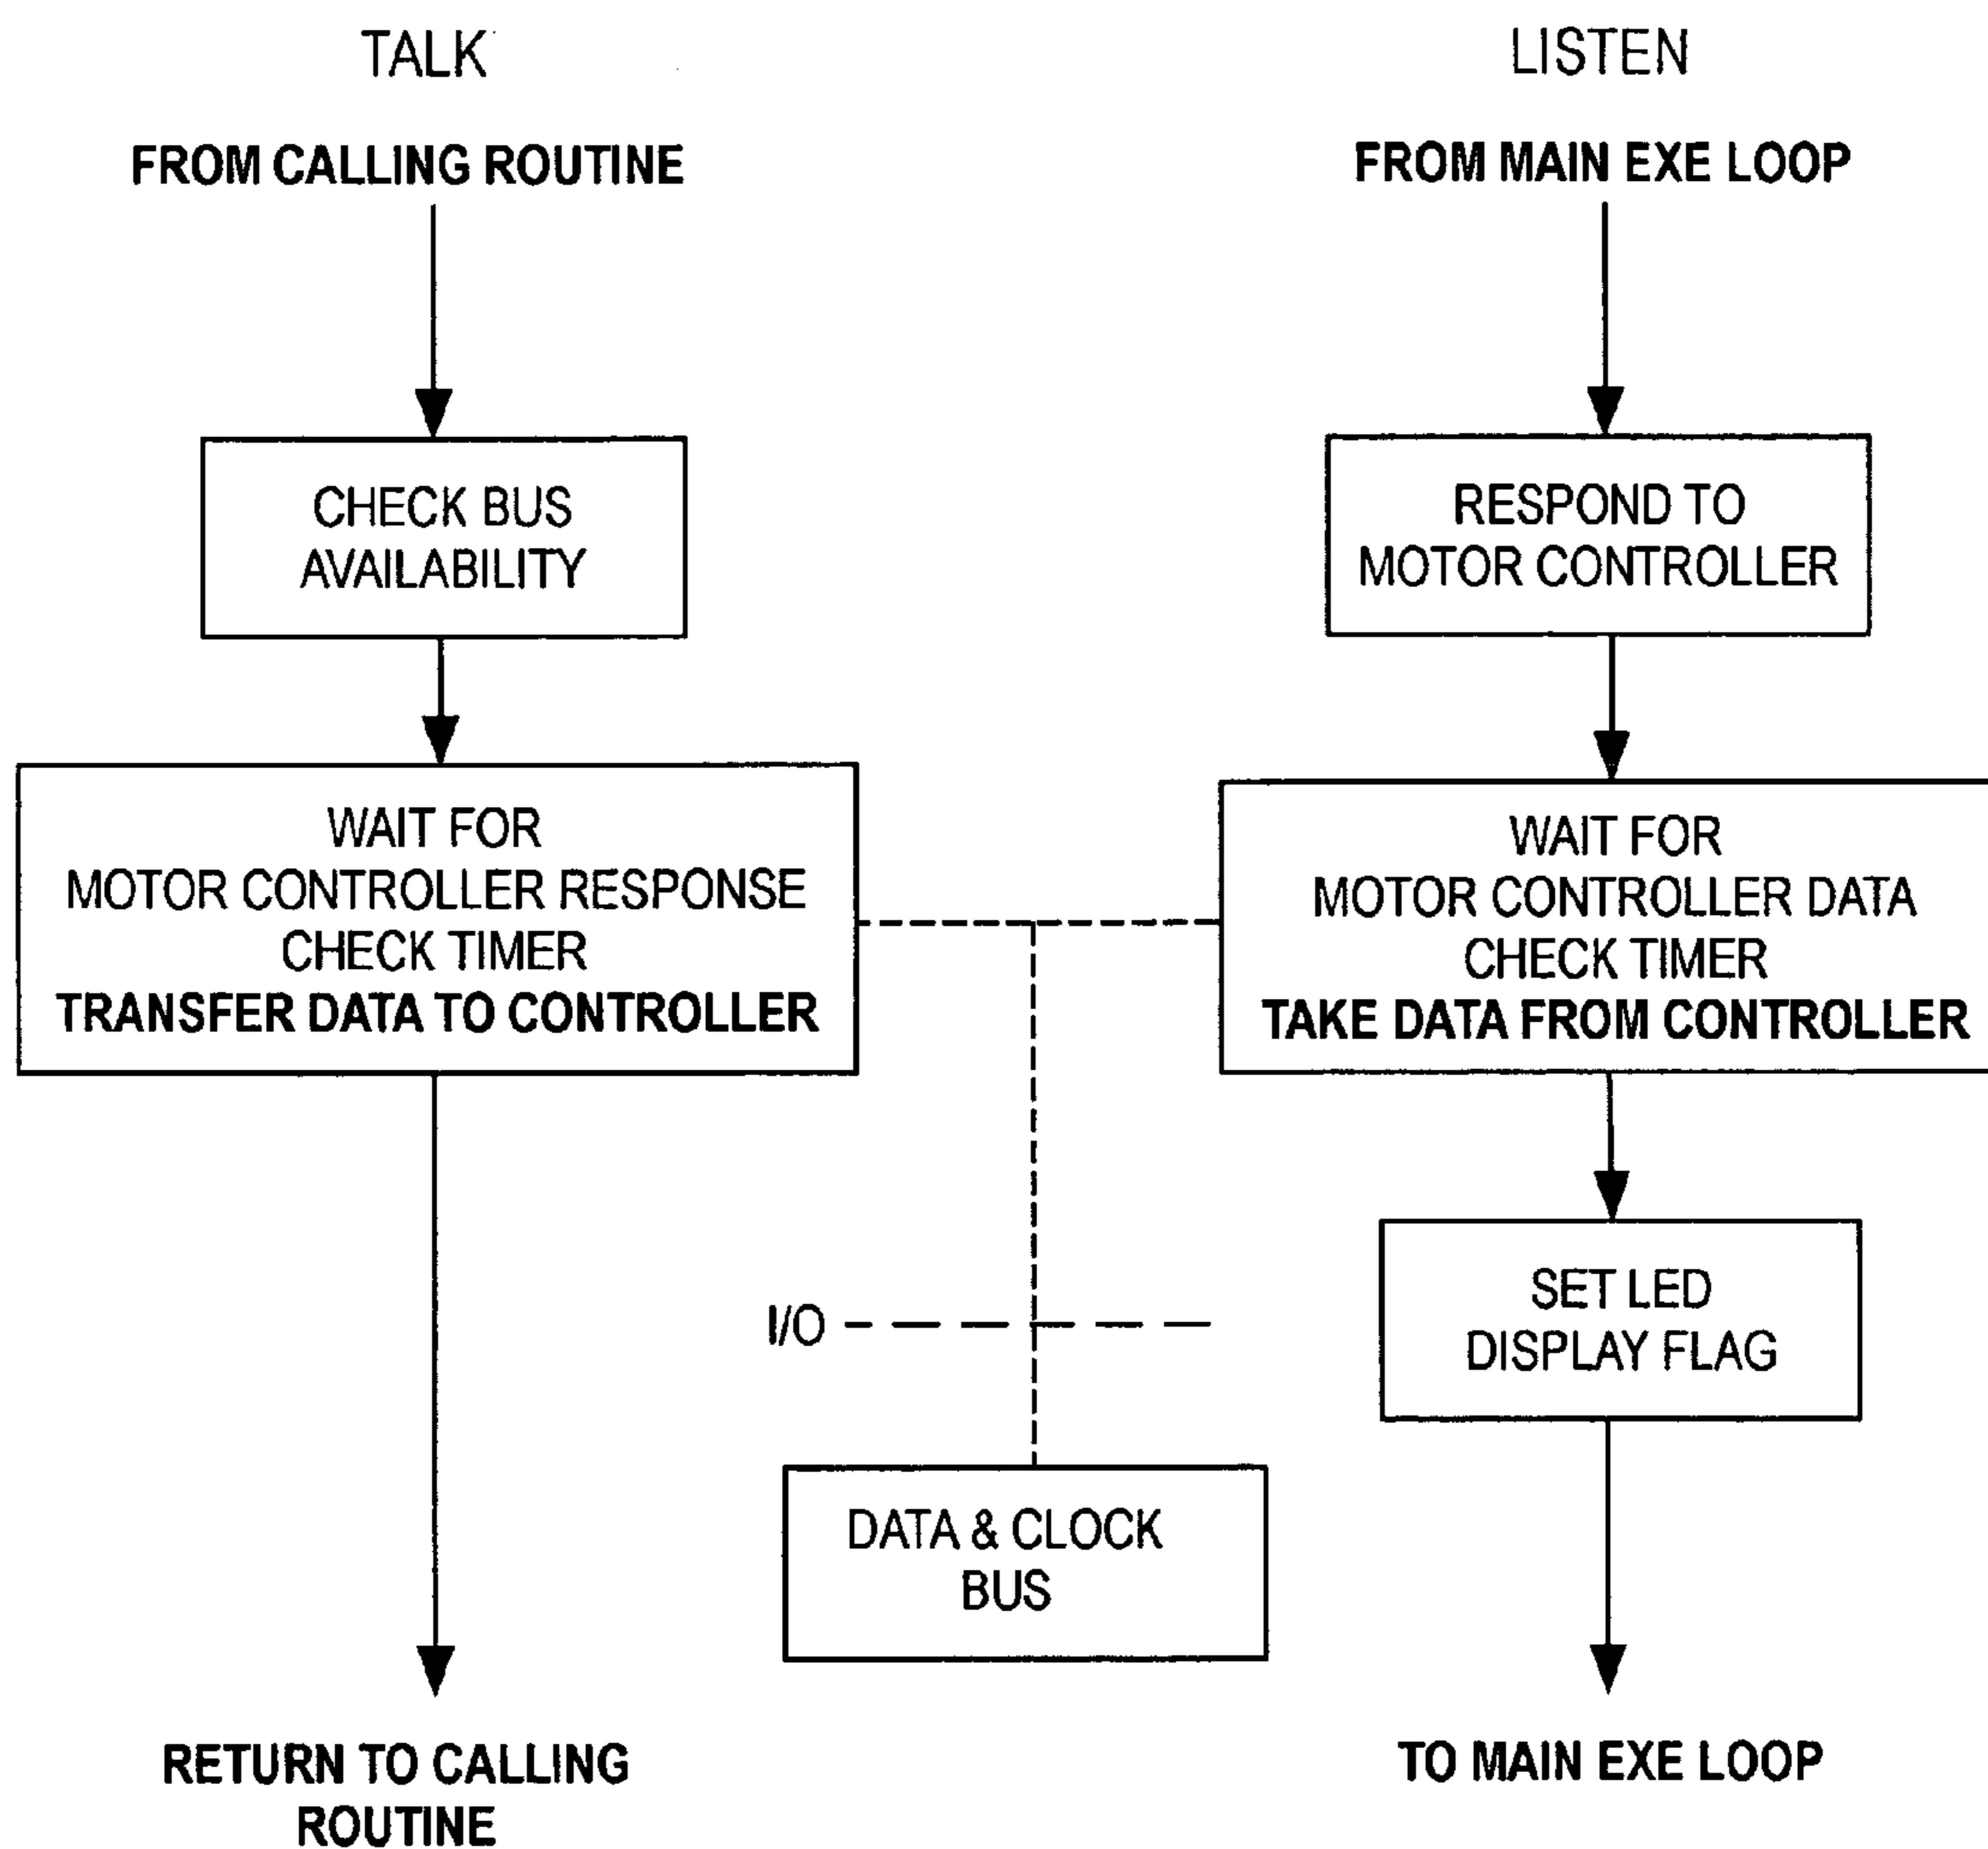 TALK
FROM CALLING ROUTINE
CHECK BUS
AVAILABILITY
WAIT FOR
MOTOR CONTROLLER RESPONSE
CHECK TIMER
TRANSFER DATA TO CONTROLLER
RETURN TO CALLING
ROUTINE
I/O
DATA & CLOCK
BUS
LISTEN
FROM MAIN EXE LOOP
RESPOND TO
MOTOR CONTROLLER
WAIT FOR
MOTOR CONTROLLER DATA
CHECK TIMER
TAKE DATA FROM CONTROLLER
SET LED
DISPLAY FLAG
TO MAIN EXE LOOP